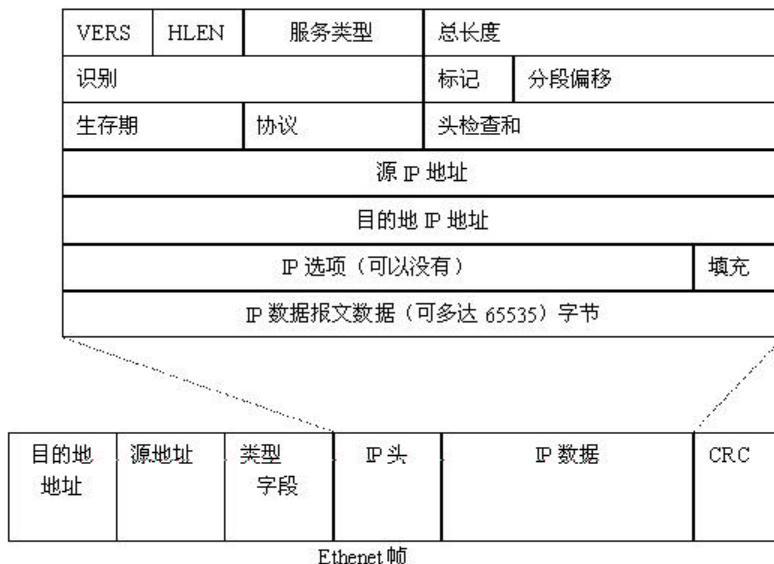 VERS HLEN 服务类型 总长度
识别 标记 分段偏移
生存期 协议 头检查和
源 IP 地址
目的地 IP 地址
IP 选项（可以没有） 填充
IP 数据报文数据（可多达 65535）字节
目的地 源地址 类型 IP 头 IP 数据 CRC
地址 字段
Ethenet 帧